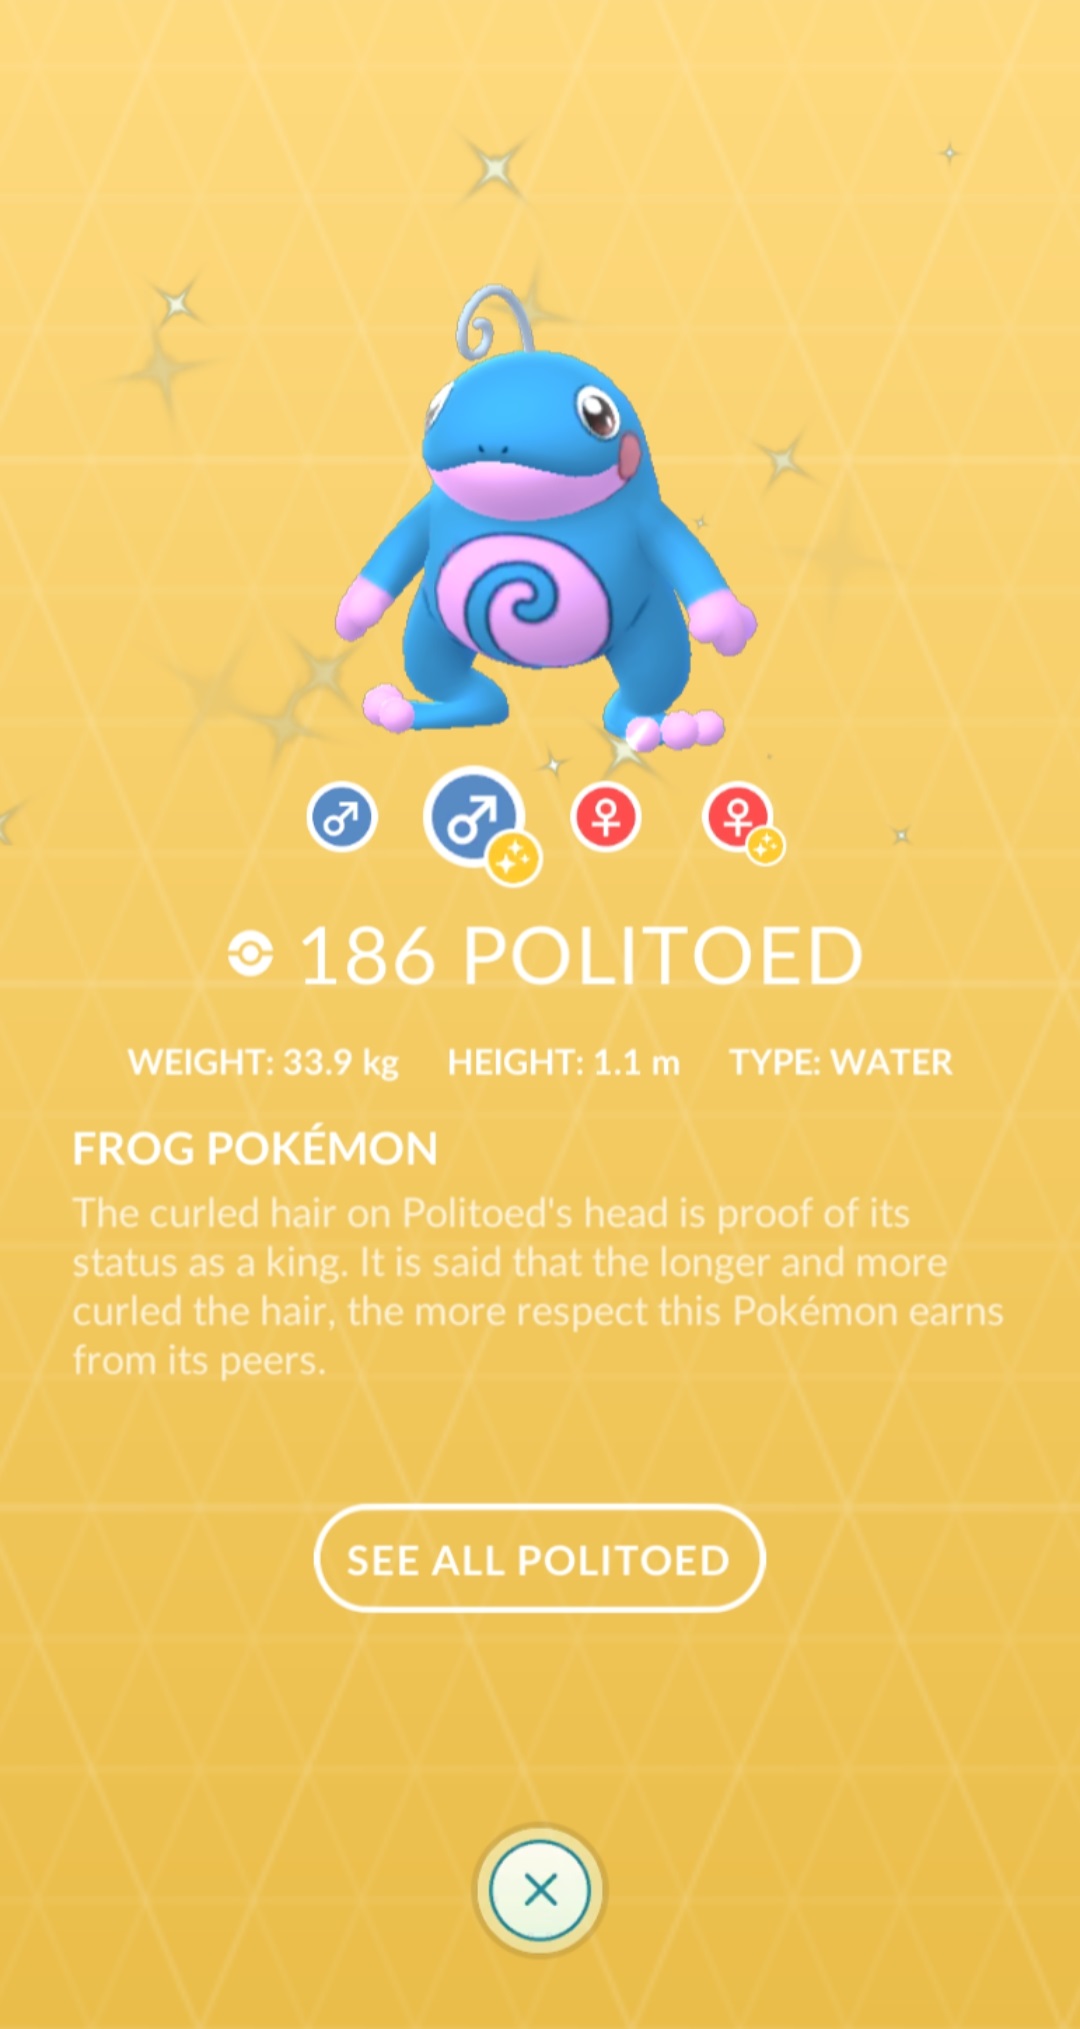 186 POLITOED
WEIGHT: 33.9 kg HEIGHT: 1.1 m TYPE: WATER
FROG POKÉMON
The curled hair on Politoed's head is proof of its
status as a king. It is said that the longer and more
curled the hair, the more respect this Pokémon earns
from its peers.
SEE ALL POLITOED